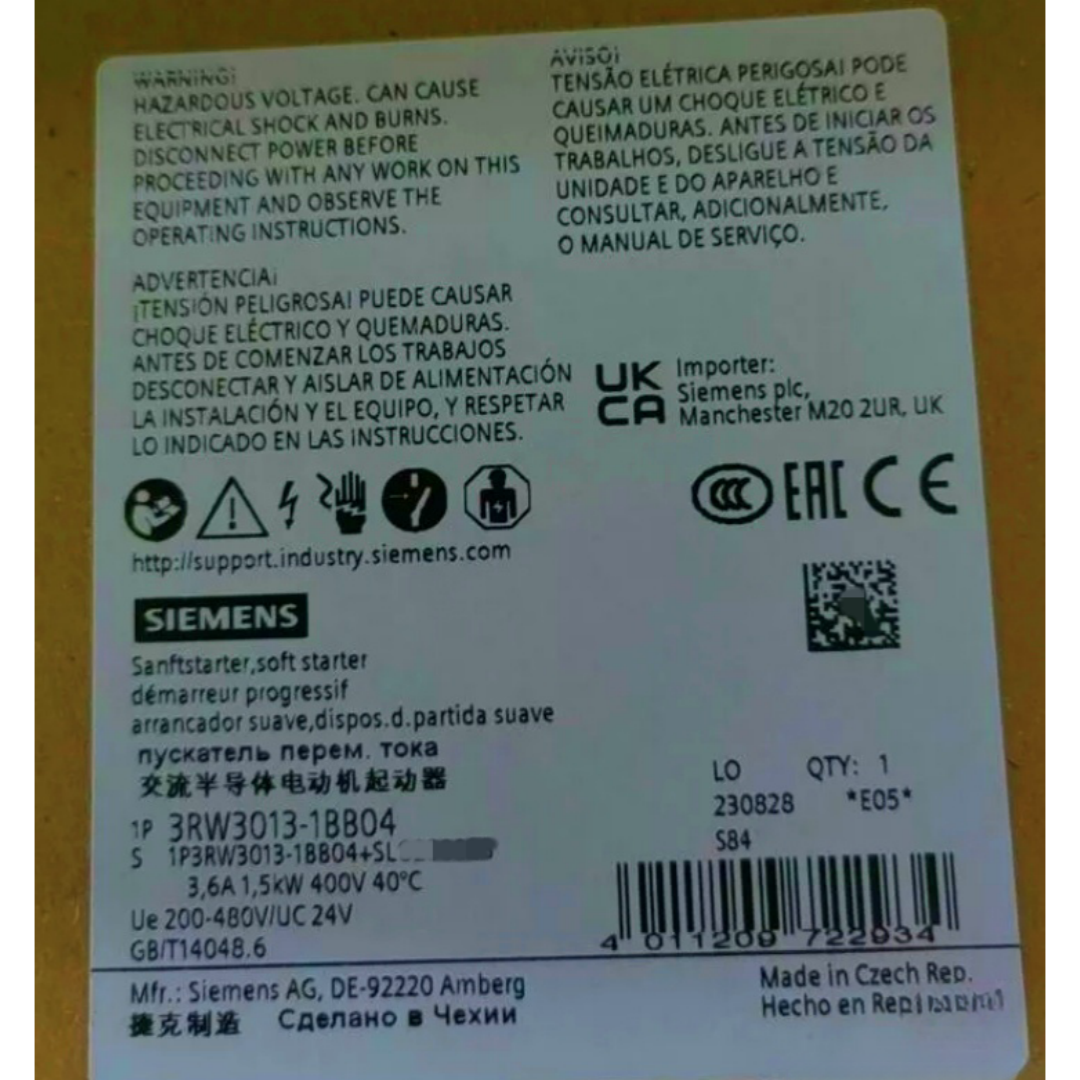 WARNING!
HAZARDOUS VOLTAGE. CAN CAUSE
ELECTRICAL SHOCK AND BURNS.
DISCONNECT POWER BEFORE
PROCEEDING WITH ANY WORK ON THIS
EQUIPMENT AND OBSERVE THE
OPERATING INSTRUCTIONS.
AVISO!
TENSÃO ELÉTRICA PERIGOSA! PODE
CAUSAR UM CHOQUE ELÉTRICO E
QUEIMADURAS. ANTES DE INICIAR OS
TRABALHOS, DESLIGUE A TENSÃO DA
UNIDADE E DO APARELHO E
CONSULTAR, ADICIONALMENTE,
O MANUAL DE SERVIÇO.
ADVERTENCIA¡
¡TENSIÓN PELIGROSA! PUEDE CAUSAR
CHOQUE ELÉCTRICO Y QUEMADURAS.
ANTES DE COMENZAR LOS TRABAJOS
DESCONECTAR Y AISLAR DE ALIMENTACIÓN
LA INSTALACIÓN Y EL EQUIPO, Y RESPETAR
LO INDICADO EN LAS INSTRUCCIONES.
UK
CA
Importer:
Siemens plc,
Manchester M20 2UR, UK
CCC EAC CE
http://support.industry.siemens.com
SIEMENS
Sanftstarter,soft starter
démarreur progressif
arrancador suave,dispos.d.partida suave
пускатель перем. тока
交流半导体电动机起动器
1P 3RW3013-1BB04
S 1P3RW3013-1BB04+SL
3,6A 1,5kW 400V 40°C
Ue 200-480V/UC 24V
GB/T14048.6
LO QTY: 1
230828 *E05*
S84
4 011209 722934
Mfr.: Siemens AG, DE-92220 Amberg
捷克制造 Сделано в Чехии
Made in Czech Rep.
Hecho en Rep.